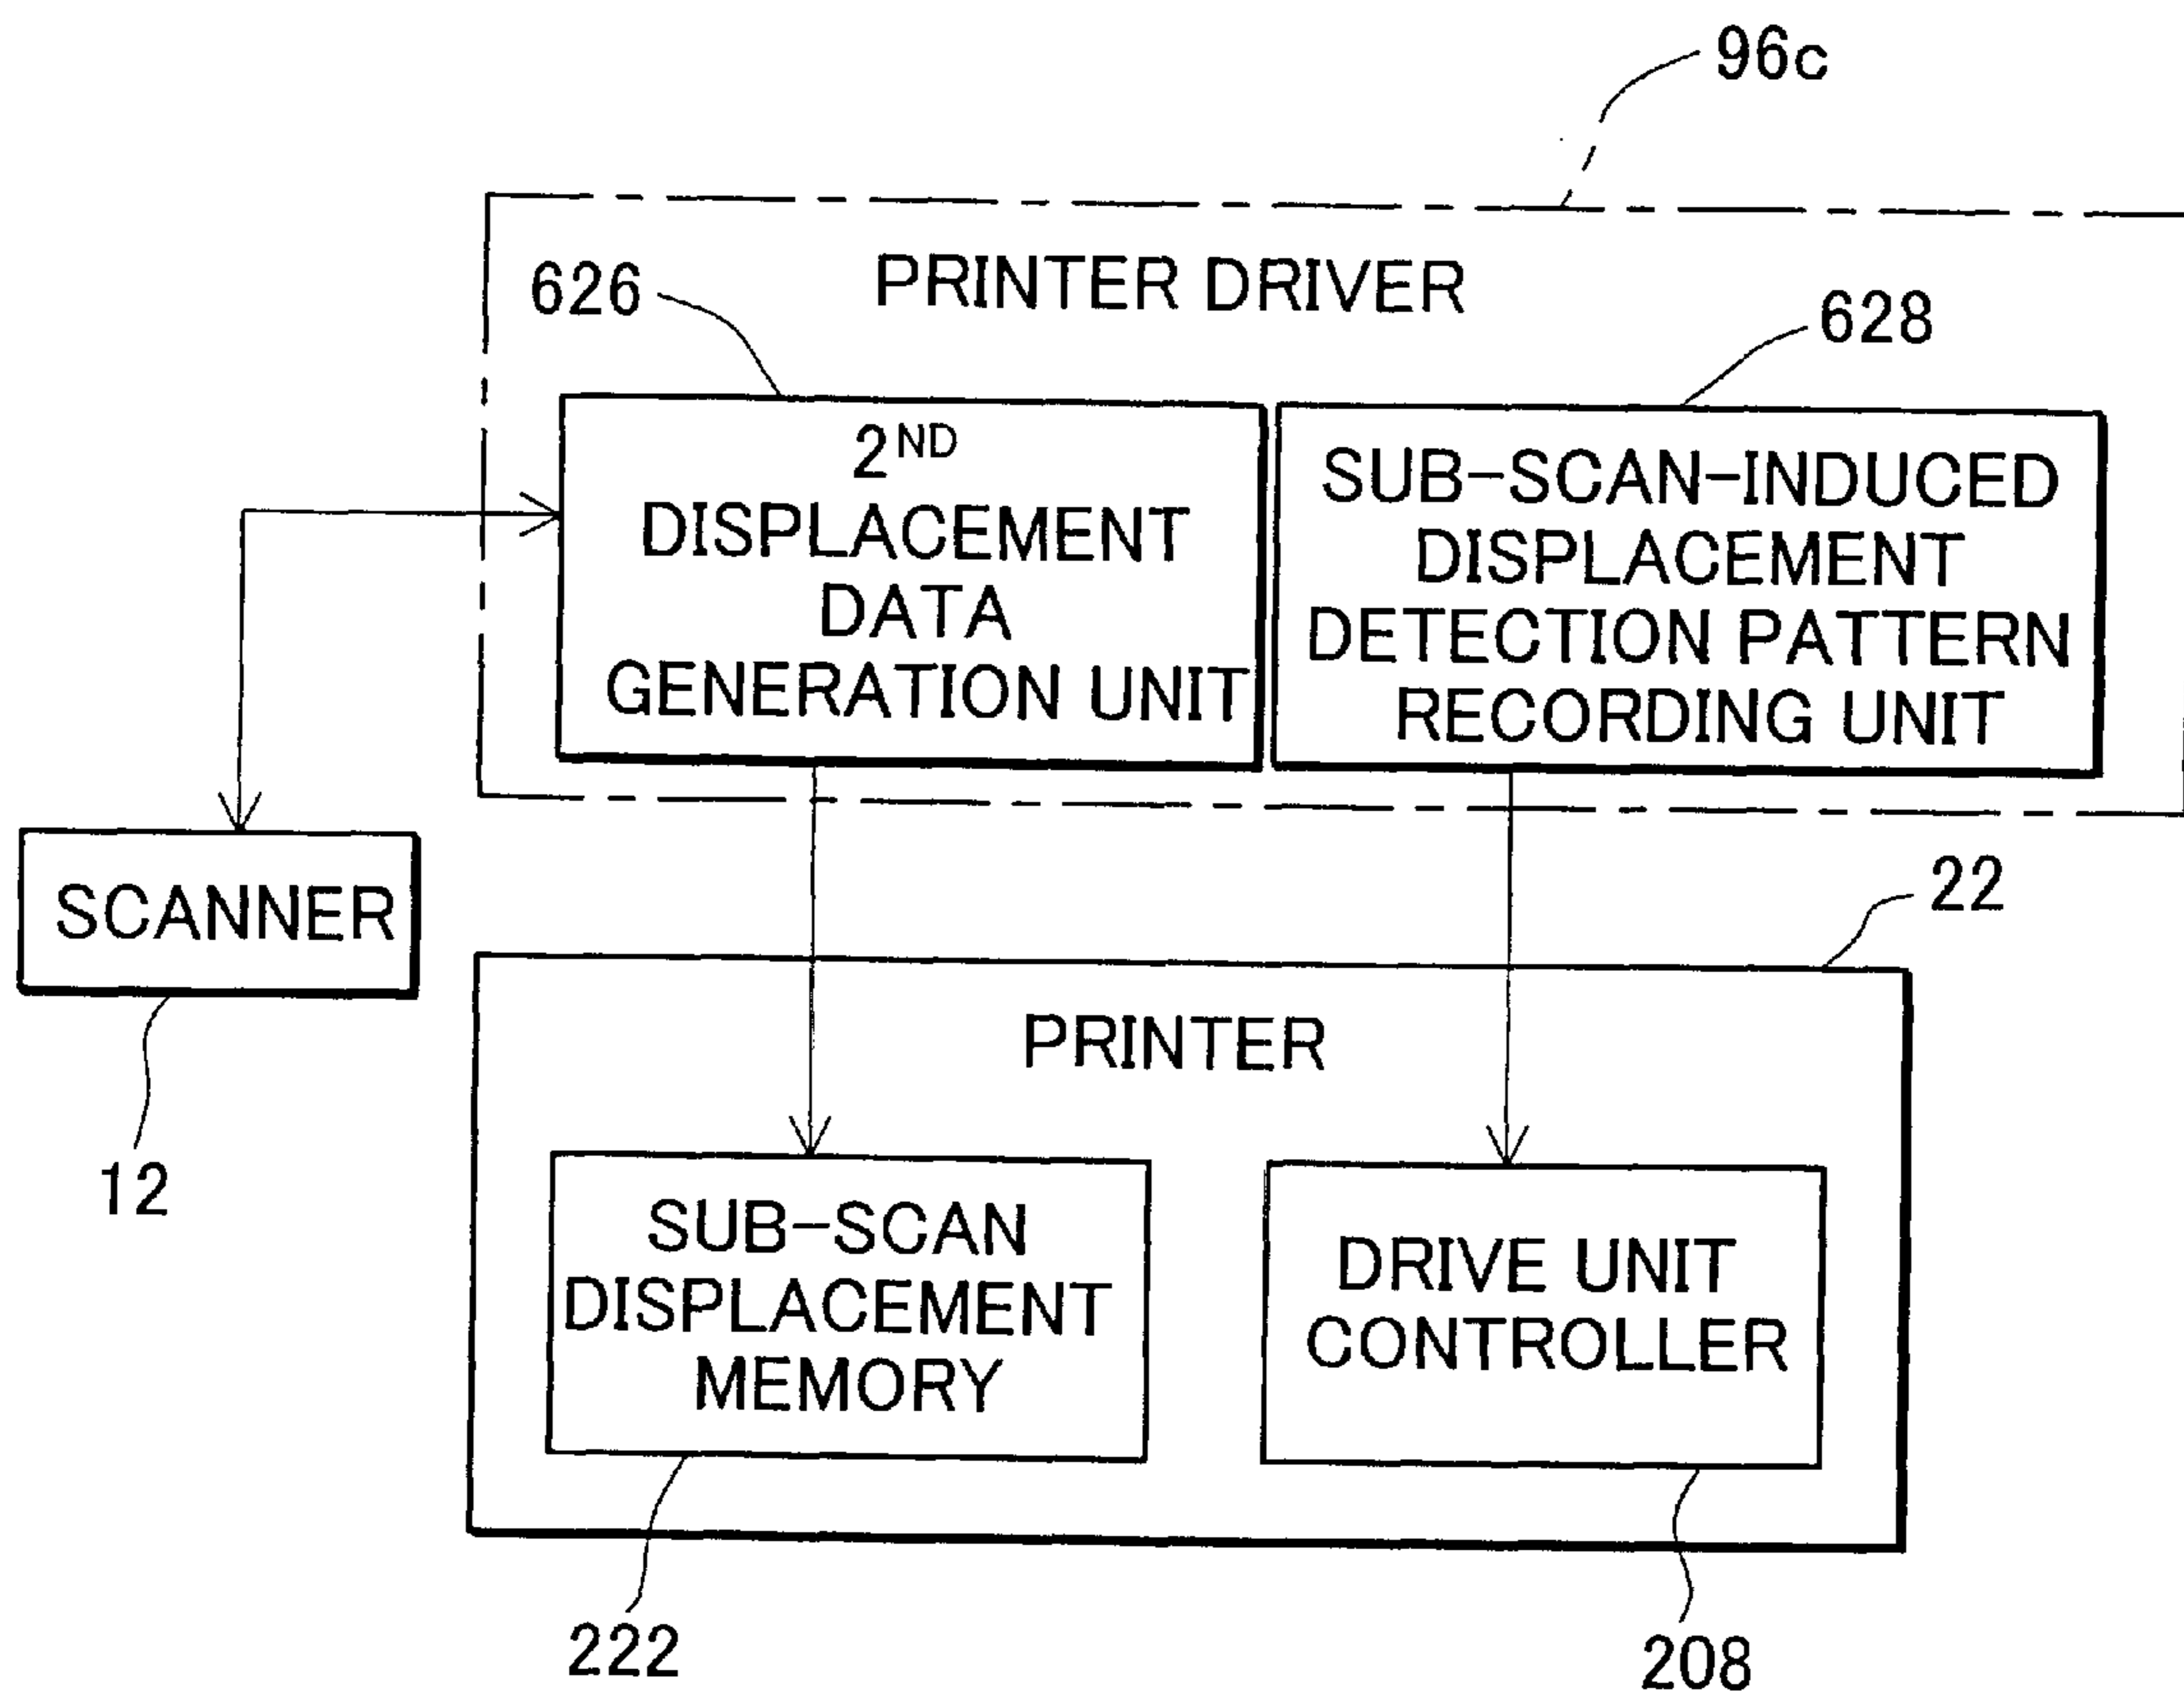 96c
PRINTER DRIVER
626
628
2ND
DISPLACEMENT
DATA
GENERATION UNIT
SUB-SCAN-INDUCED
DISPLACEMENT
DETECTION PATTERN
RECORDING UNIT
SCANNER
12
22
PRINTER
SUB-SCAN
DISPLACEMENT
MEMORY
DRIVE UNIT
CONTROLLER
222
208